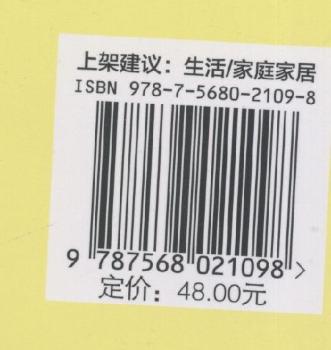 上架建议：生活/家庭家居
ISBN 978-7-5680-2109-8
9 787568 021098 >
定价：48.00元